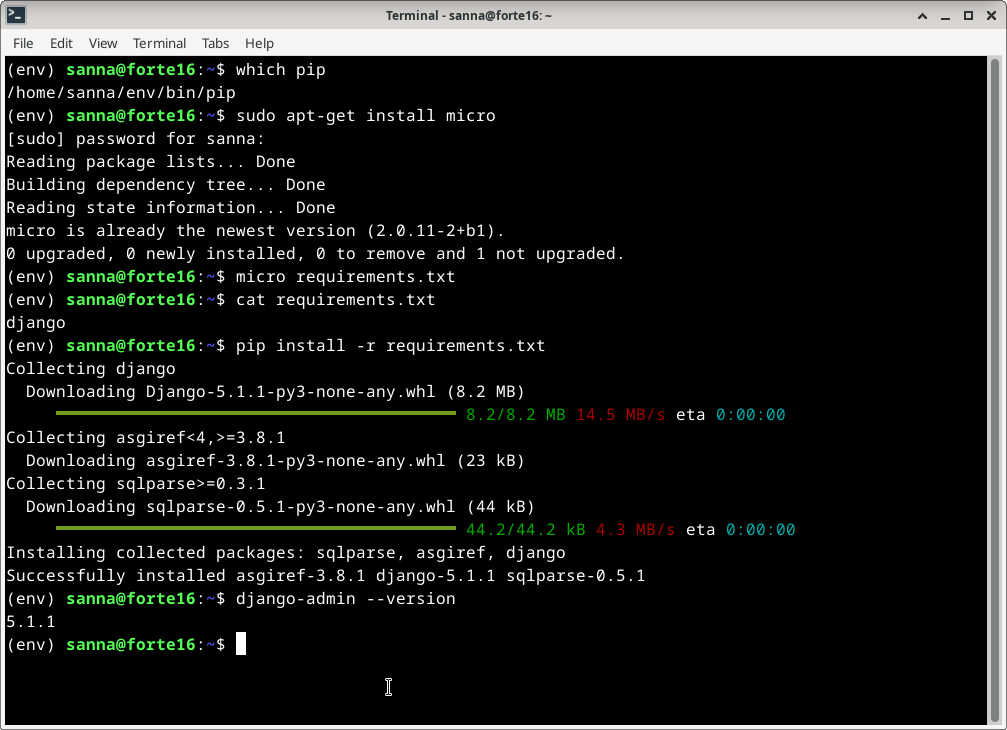 Terminal - sanna@forte16: ~
File Edit View Terminal Tabs Help
(env) sanna@forte16:~$ which pip
/home/sanna/env/bin/pip
(env) sanna@forte16:~$ sudo apt-get install micro
[sudo] password for sanna:
Reading package lists... Done
Building dependency tree... Done
Reading state information... Done
micro is already the newest version (2.0.11-2+b1).
0 upgraded, 0 newly installed, 0 to remove and 1 not upgraded.
(env) sanna@forte16:~$ micro requirements.txt
(env) sanna@forte16:~$ cat requirements.txt
django
(env) sanna@forte16:~$ pip install -r requirements.txt
Collecting django
  Downloading Django-5.1.1-py3-none-any.whl (8.2 MB)
8.2/8.2 MB 14.5 MB/s eta 0:00:00
Collecting asgiref<4,>=3.8.1
  Downloading asgiref-3.8.1-py3-none-any.whl (23 kB)
Collecting sqlparse>=0.3.1
  Downloading sqlparse-0.5.1-py3-none-any.whl (44 kB)
44.2/44.2 kB 4.3 MB/s eta 0:00:00
Installing collected packages: sqlparse, asgiref, django
Successfully installed asgiref-3.8.1 django-5.1.1 sqlparse-0.5.1
(env) sanna@forte16:~$ django-admin --version
5.1.1
(env) sanna@forte16:~$